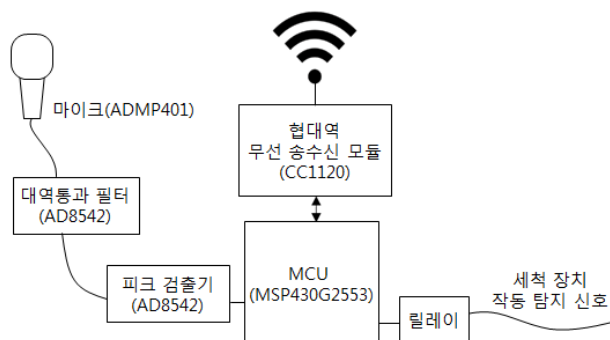 마이크(ADMP401)
협대역
무선 송수신 모듈
(CC1120)
대역통과 필터
(AD8542)
피크 검출기
(AD8542)
MCU
(MSP430G2553)
릴레이
세척 장치
작동 탐지 신호